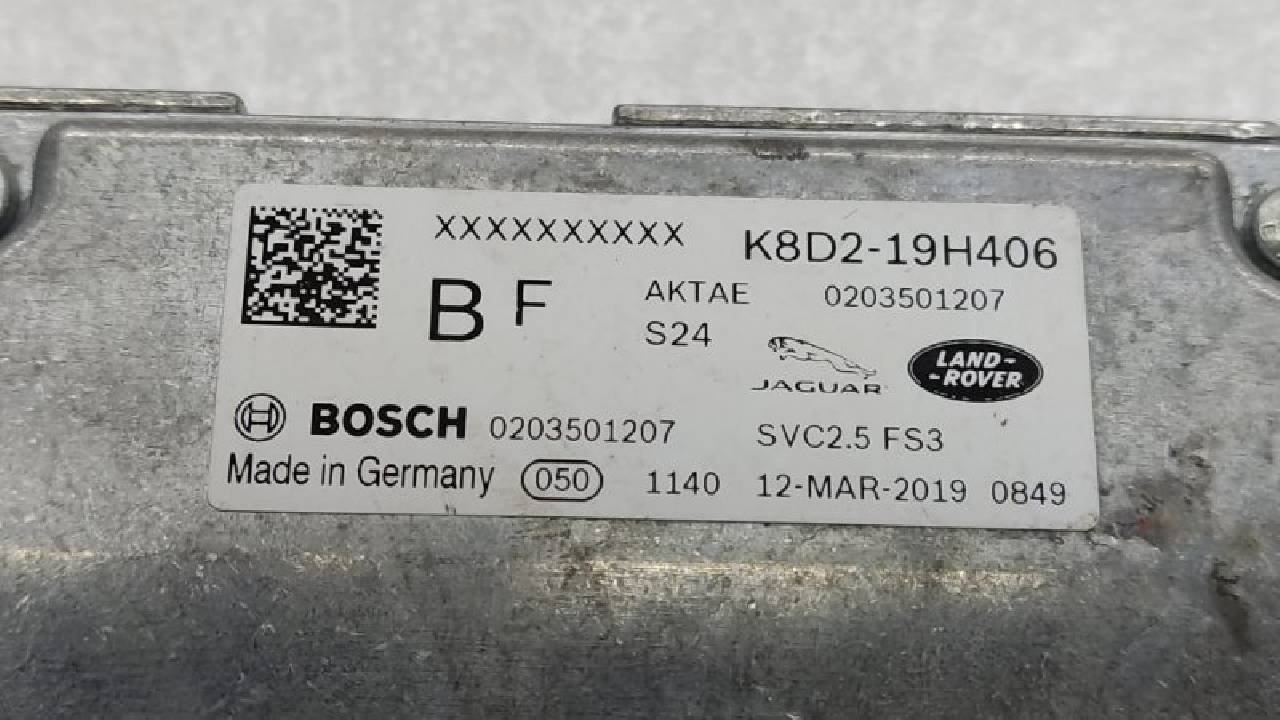 XXXXXXXXXX K8D2-19H406
B F AKTAE 0203501207
S24
JAGUAR LAND-
-ROVER
BOSCH 0203501207 SVC2.5 FS3
Made in Germany 050 1140 12-MAR-2019 0849